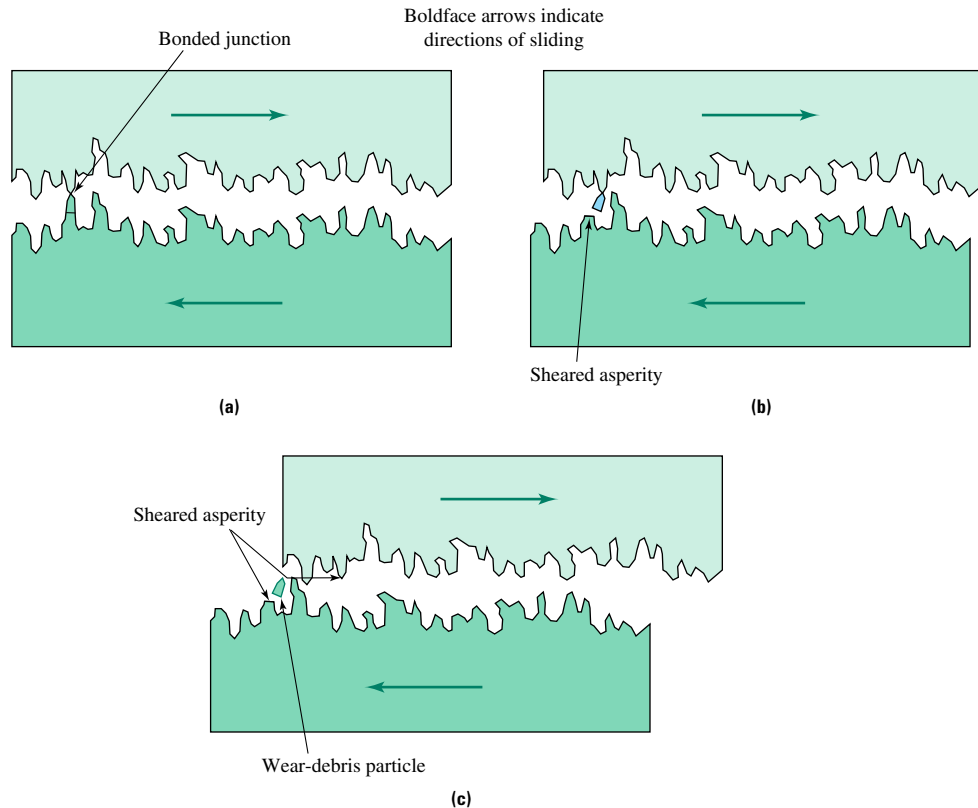 Boldface arrows indicate
directions of sliding
Bonded junction
Sheared asperity
(a)
(b)
Sheared asperity
Wear-debris particle
(c)